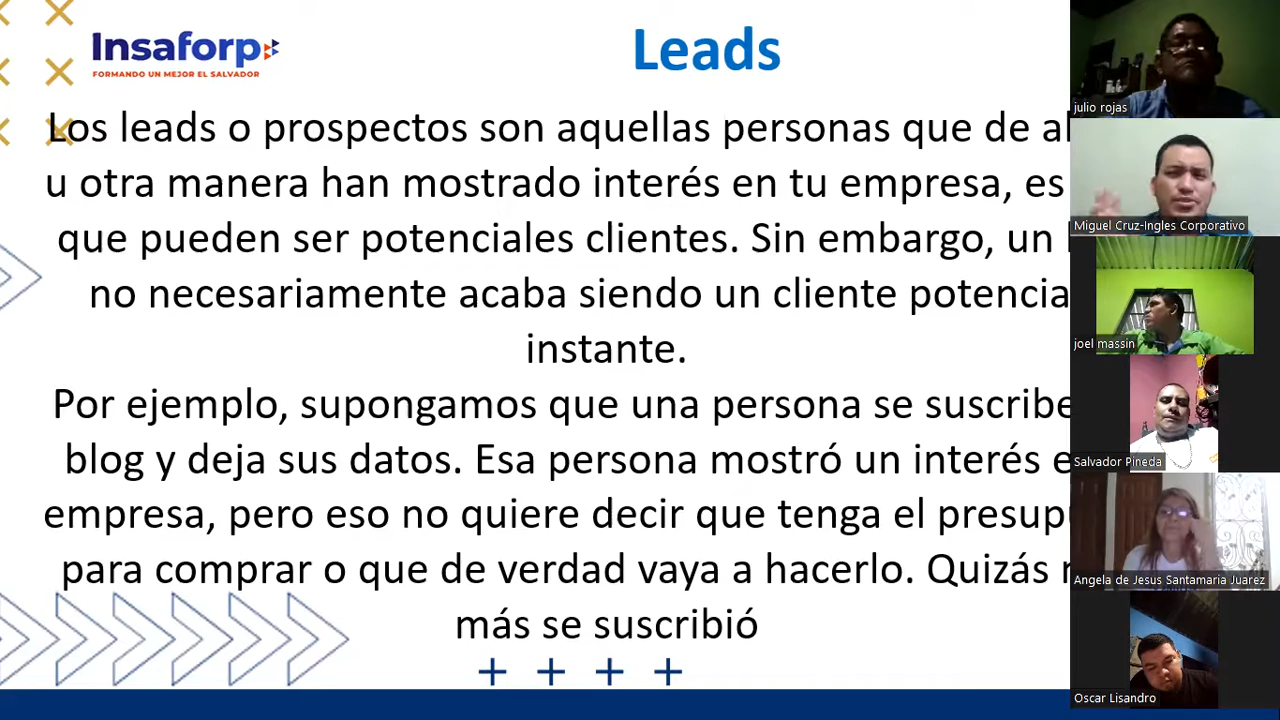 Insaforp
FORMANDO UN MEJOR EL SALVADOR
Leads
Los leads o prospectos son aquellas personas que de
u otra manera han mostrado interés en tu empresa, es
que pueden ser potenciales clientes. Sin embargo, un
no necesariamente acaba siendo un cliente
instante.
Por ejemplo, supongamos que una persona se suscribe
blog y deja sus datos. Esa persona mostró un interés
empresa, pero eso no quiere decir que tenga el
para comprar o que de verdad vaya a hacerlo. Quizás
más se suscribió
julio rojas
Miguel Cruz-Ingles Corporativo
joel massin
Salvador Pineda
Angela de Jesus Santamaria Juarez
Oscar Lisandro